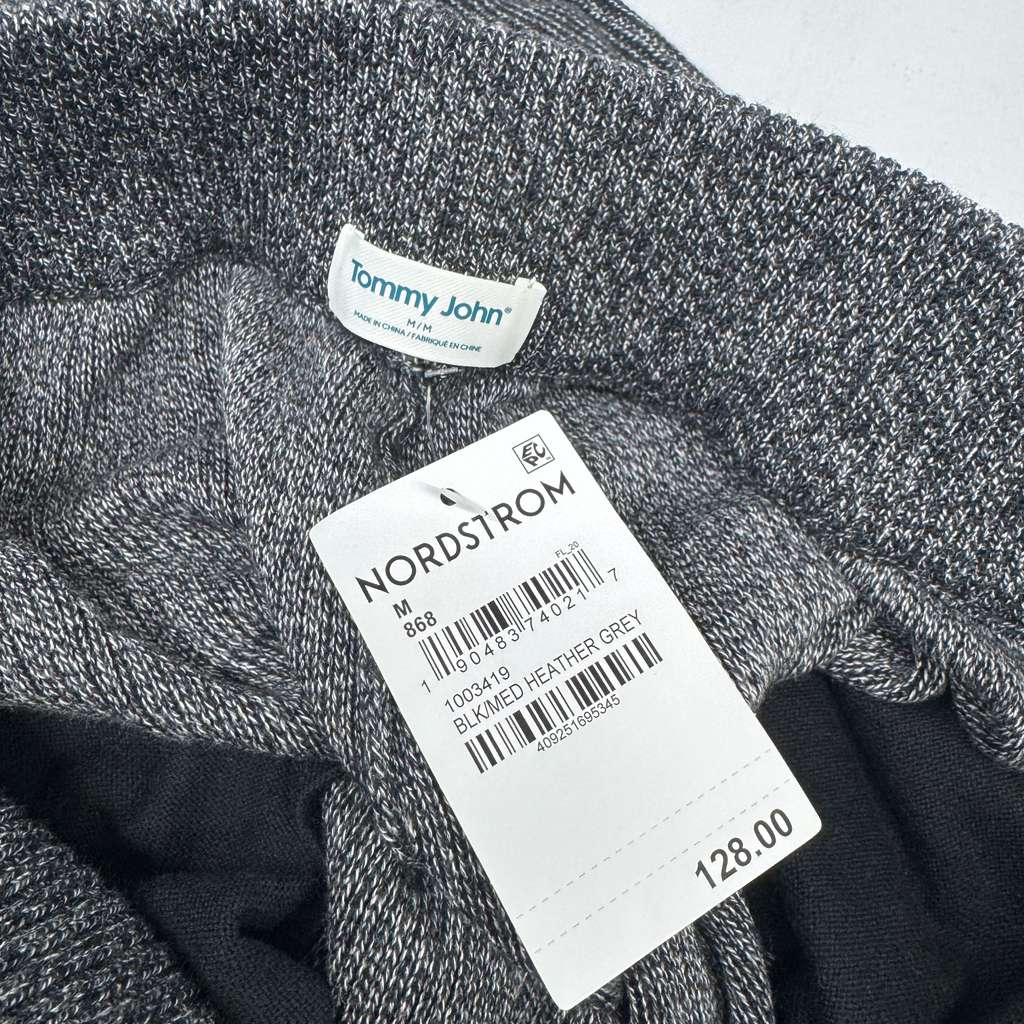 Tommy John®
M / M
MADE IN CHINA / FABRIQUÉ EN CHINE
NORDSTROM
FL_20
M
868
1 90483 74021 7
1003419
BLK/MED HEATHER GREY
409251695345
128.00